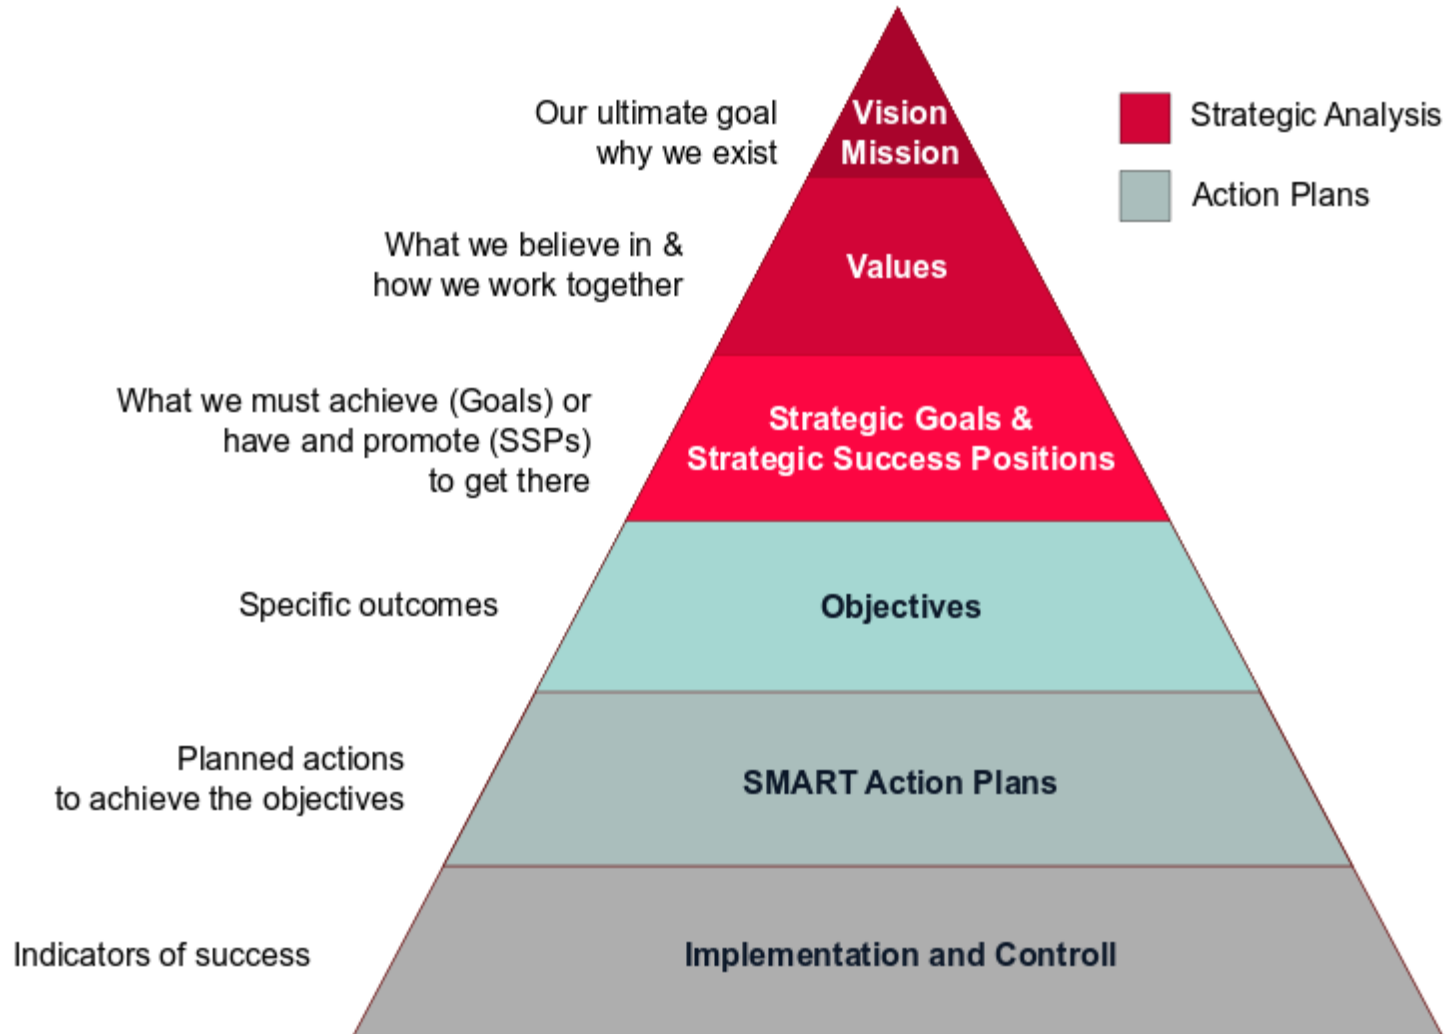 Our ultimate goal
why we exist
Vision
Mission
Strategic Analysis
Action Plans
What we believe in &
how we work together
Values
What we must achieve (Goals) or
have and promote (SSPs)
to get there
Strategic Goals &
Strategic Success Positions
Specific outcomes
Objectives
Planned actions
to achieve the objectives
SMART Action Plans
Indicators of success
Implementation and Controll